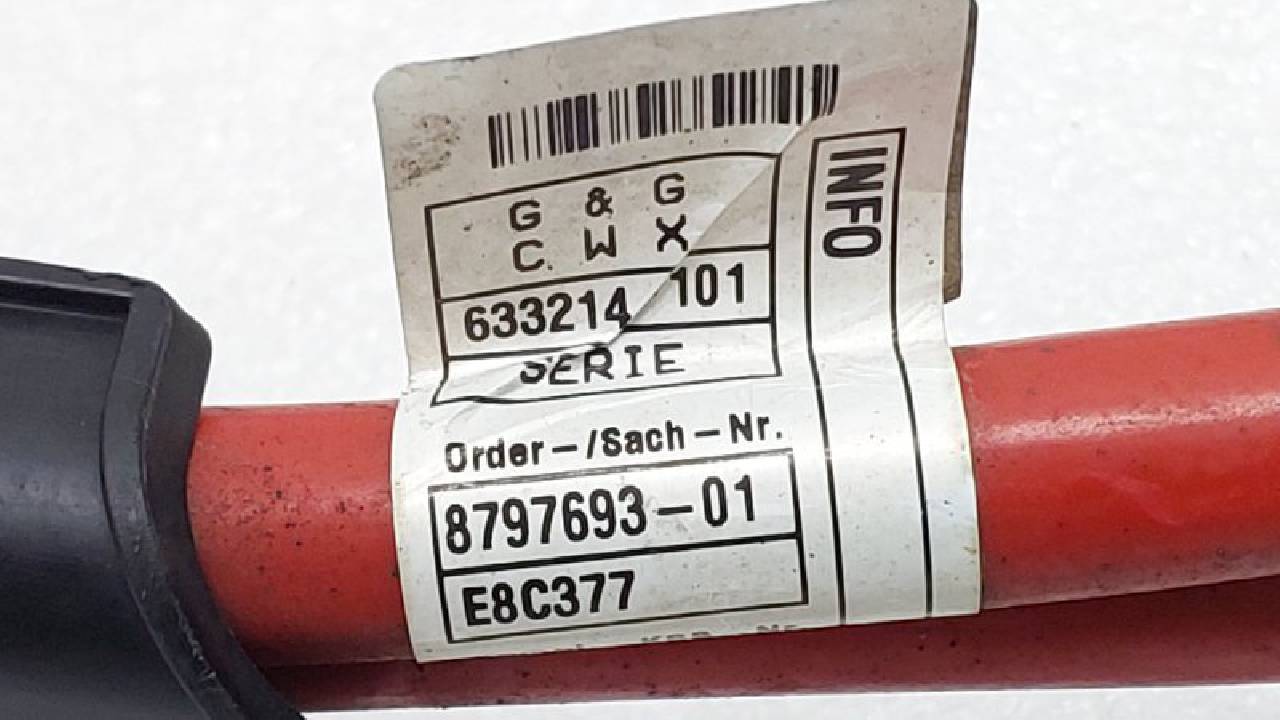 G & G
C W X
633214 101
SERIE
Order-/Sach-Nr.
8797693-01
E8C377
INFO